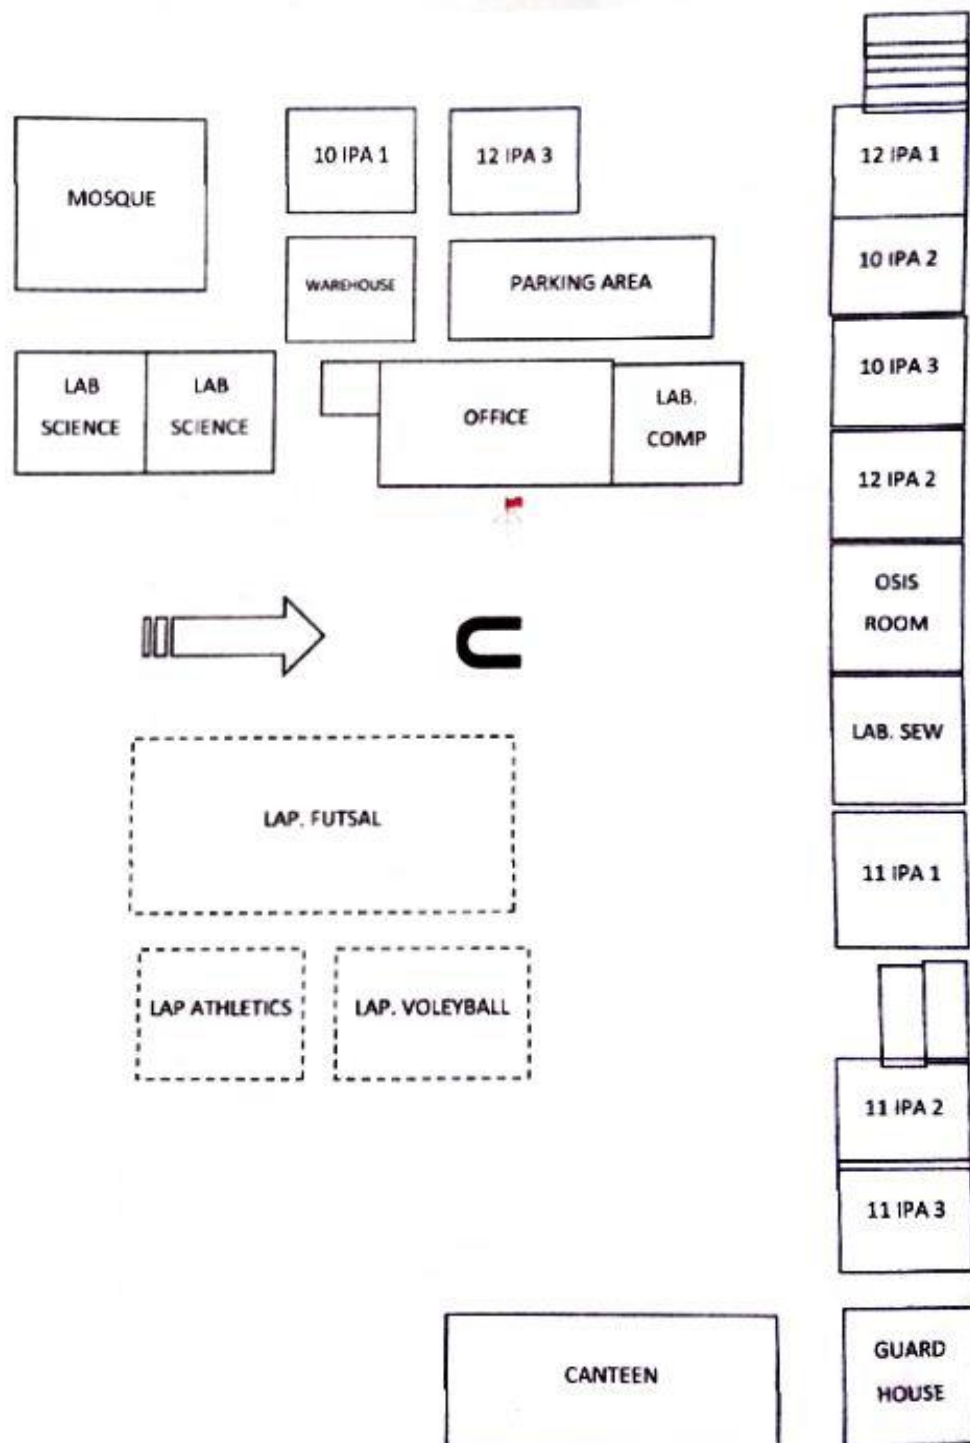 MOSQUE
10 IPA 1
12 IPA 3
12 IPA 1
WAREHOUSE
PARKING AREA
10 IPA 2
LAB
SCIENCE
LAB
SCIENCE
OFFICE
LAB.
COMP
10 IPA 3
12 IPA 2
OSIS
ROOM
LAB. SEW
LAP. FUTSAL
11 IPA 1
LAP ATHLETICS
LAP. VOLEYBALL
11 IPA 2
11 IPA 3
CANTEEN
GUARD
HOUSE